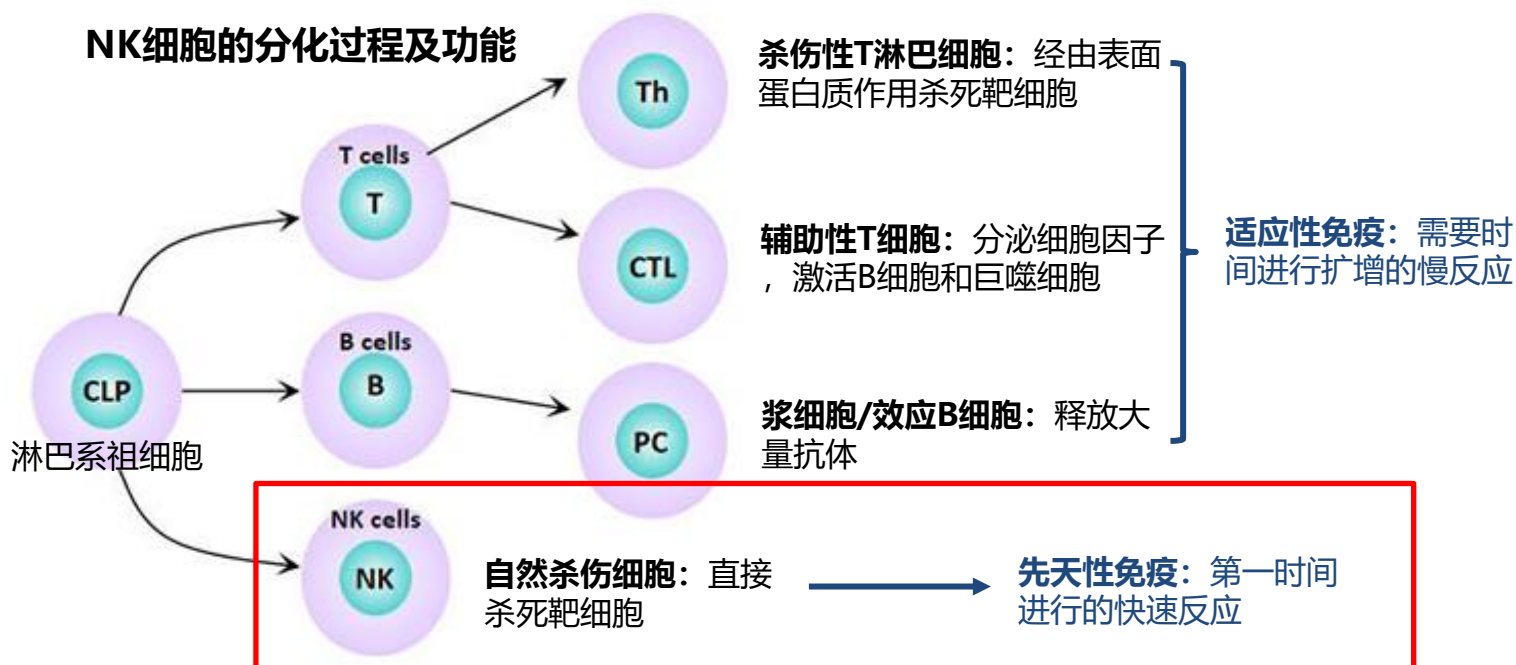 NK细胞的分化过程及功能
Th
杀伤性T淋巴细胞：经由表面
蛋白质作用杀死靶细胞
T cells
T
CTL
辅助性T细胞：分泌细胞因子
，激活B细胞和巨噬细胞
适应性免疫：需要时
间进行扩增的慢反应
CLP
淋巴系祖细胞
B cells
B
PC
浆细胞/效应B细胞：释放大
量抗体
NK cells
NK
自然杀伤细胞：直接
杀死靶细胞
先天性免疫：第一时间
进行的快速反应